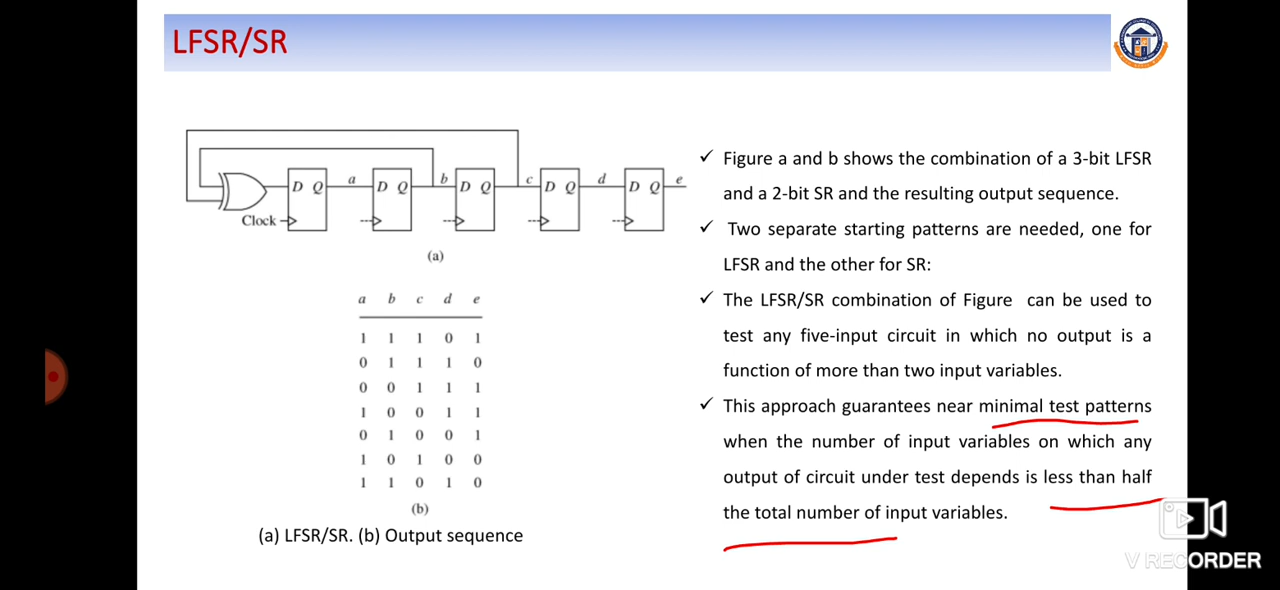 LFSR/SR
D Q a D Q b D Q c D Q d D Q e
Clock
(a)
a b c d e
1 1 1 0 1
0 1 1 1 0
0 0 1 1 1
1 0 0 1 1
0 1 0 0 1
1 0 1 0 0
1 1 0 1 0
(b)
(a) LFSR/SR. (b) Output sequence
✓ Figure a and b shows the combination of a 3-bit LFSR
and a 2-bit SR and the resulting output sequence.
✓ Two separate starting patterns are needed, one for
LFSR and the other for SR:
✓ The LFSR/SR combination of Figure can be used to
test any five-input circuit in which no output is a
function of more than two input variables.
✓ This approach guarantees near minimal test patterns
when the number of input variables on which any
output of circuit under test depends is less than half
the total number of input variables.
V RECORDER